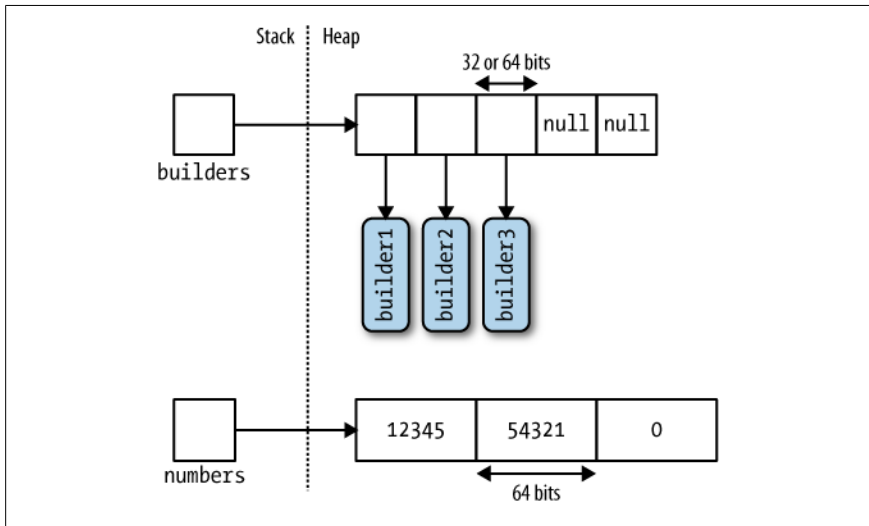 Stack Heap
32 or 64 bits
null null
builders
builder1 builder2 builder3
12345 54321 0
numbers
64 bits